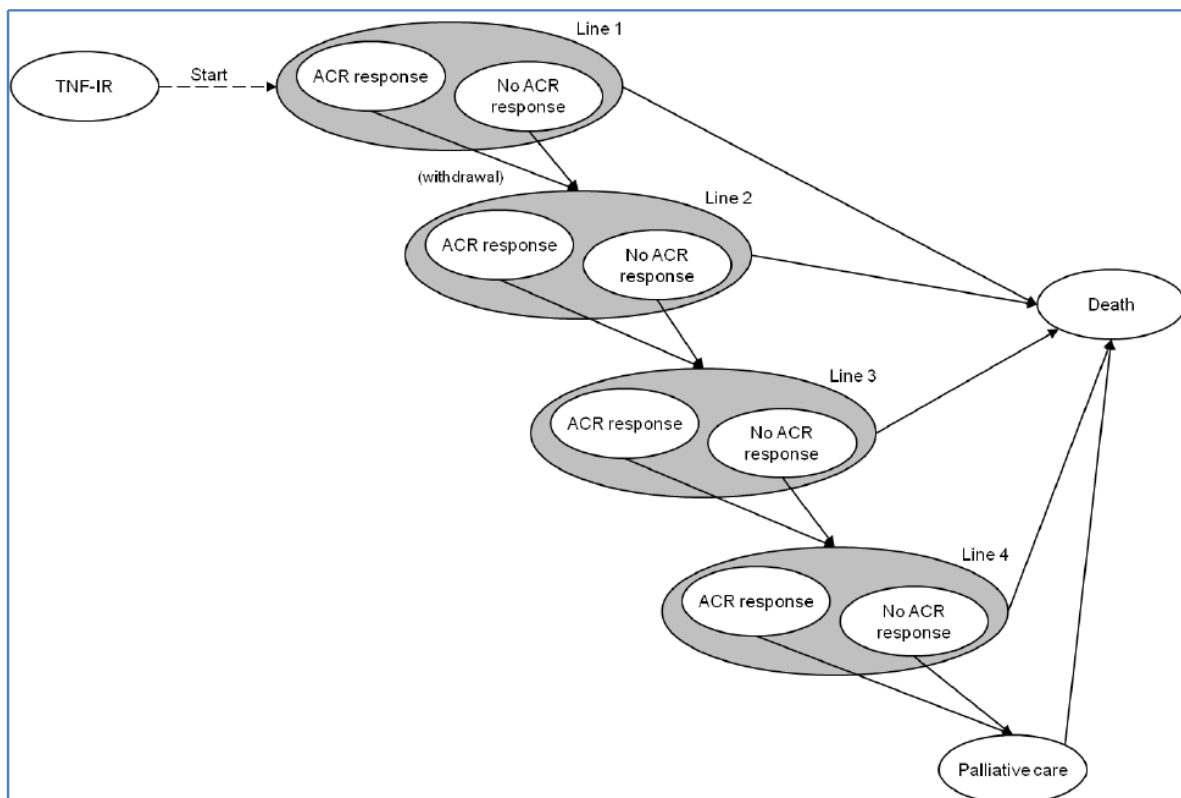 Line 1
TNF-IR
Start
ACR response
No ACR
response
(withdrawal)
Line 2
ACR response
No ACR
response
Death
Line 3
ACR response
No ACR
response
Line 4
ACR response
No ACR
response
Palliative care